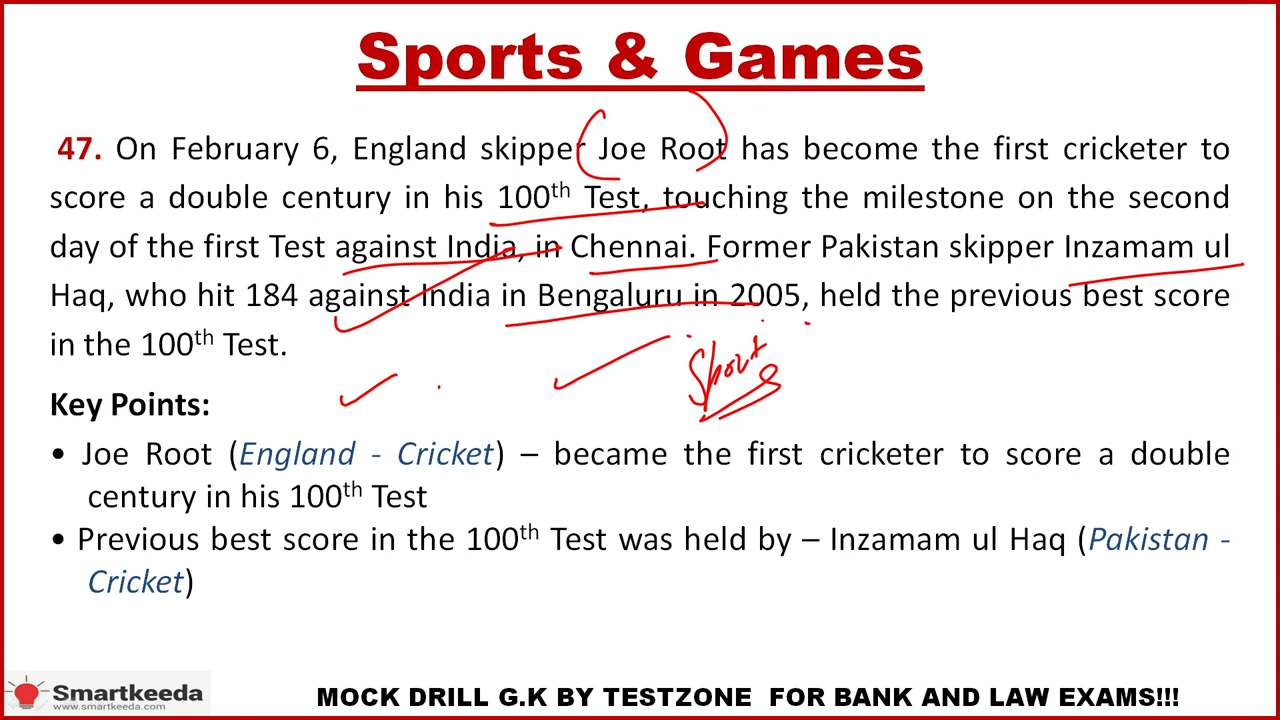 Sports & Games
47. On February 6, England skipper Joe Root has become the first cricketer to
score a double century in his 100th Test, touching the milestone on the second
day of the first Test against India, in Chennai. Former Pakistan skipper Inzamam ul
Haq, who hit 184 against India in Bengaluru in 2005, held the previous best score
in the 100th Test.
Key Points:
• Joe Root (England - Cricket) – became the first cricketer to score a double
century in his 100th Test
• Previous best score in the 100th Test was held by – Inzamam ul Haq (Pakistan -
Cricket)
Smartkeeda
www.smartkeeda.com
MOCK DRILL G.K BY TESTZONE FOR BANK AND LAW EXAMS!!!